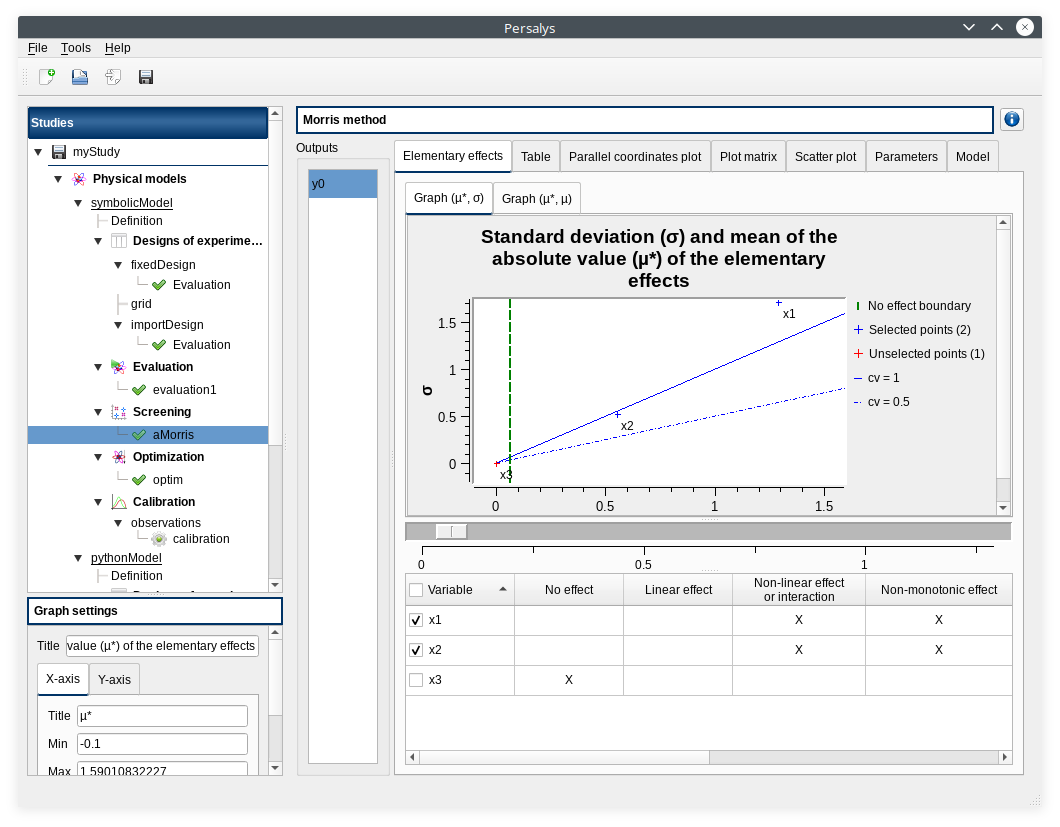 Persalys
File Tools Help
Studies
myStudy
Physical models
symbolicModel
Definition
Designs of experime...
fixedDesign
Evaluation
grid
importDesign
Evaluation
Evaluation
evaluation1
Screening
aMorris
Optimization
optim
Calibration
observations
calibration
pythonModel
Definition
Graph settings
Title value (µ*) of the elementary effects
X-axis Y-axis
Title µ*
Min -0.1
Max 1.59010832227
Morris method
Outputs
y0
Elementary effects Table Parallel coordinates plot Plot matrix Scatter plot Parameters Model
Graph (µ*, σ) Graph (µ*, µ)
Standard deviation (σ) and mean of the
absolute value (µ*) of the elementary
effects
σ
1.5
1
0.5
0
x1
x2
x3
0 0.5 1 1.5
No effect boundary
Selected points (2)
Unselected points (1)
cv = 1
cv = 0.5
0 0.5 1
Variable No effect Linear effect Non-linear effect
or interaction Non-monotonic effect
x1 X X
x2 X X
x3 X